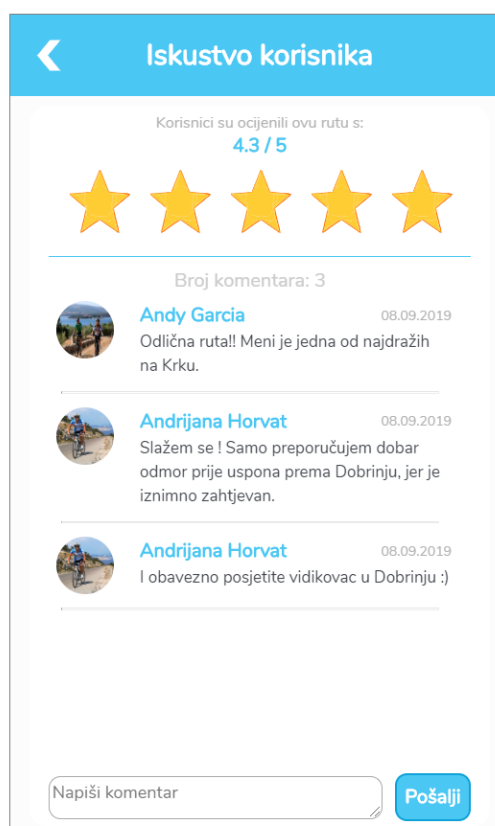 Iskustvo korisnika
Korisnici su ocijenili ovu rutu s:
4.3 / 5
Broj komentara: 3
Andy Garcia 08.09.2019
Odlična ruta!! Meni je jedna od najdražih
na Krku.
Andrijana Horvat 08.09.2019
Slažem se ! Samo preporučujem dobar
odmor prije uspona prema Dobrinju, jer je
iznimno zahtjevan.
Andrijana Horvat 08.09.2019
I obavezno posjetite vidikovac u Dobrinju :)
Napiši komentar Pošalji